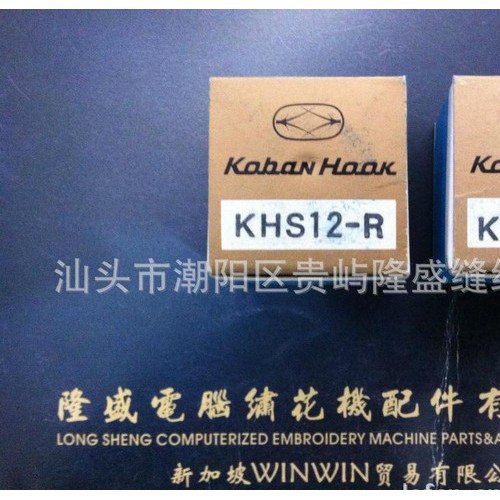 Koban Hook
KHS12-R
K
汕头市潮阳区贵屿隆盛缝
隆盛電腦繡花機配件有
LONG SHENG COMPUTERIZED EMBROIDERY MACHINE PARTS&A
新加坡WINWIN贸易有限公